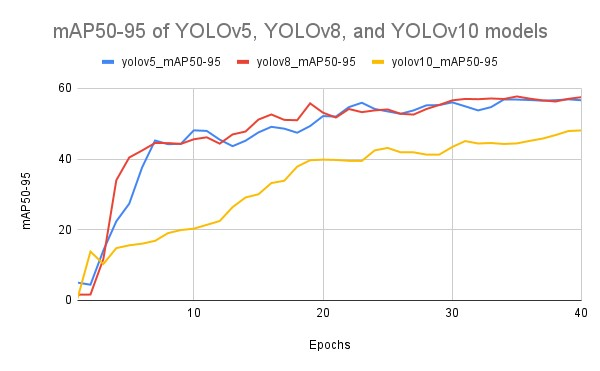 mAP50-95 of YOLOv5, YOLOv8, and YOLOv10 models
yolov5_mAP50-95 yolov8_mAP50-95 yolov10_mAP50-95
60
40
20
0
mAP50-95
10 20 30 40
Epochs